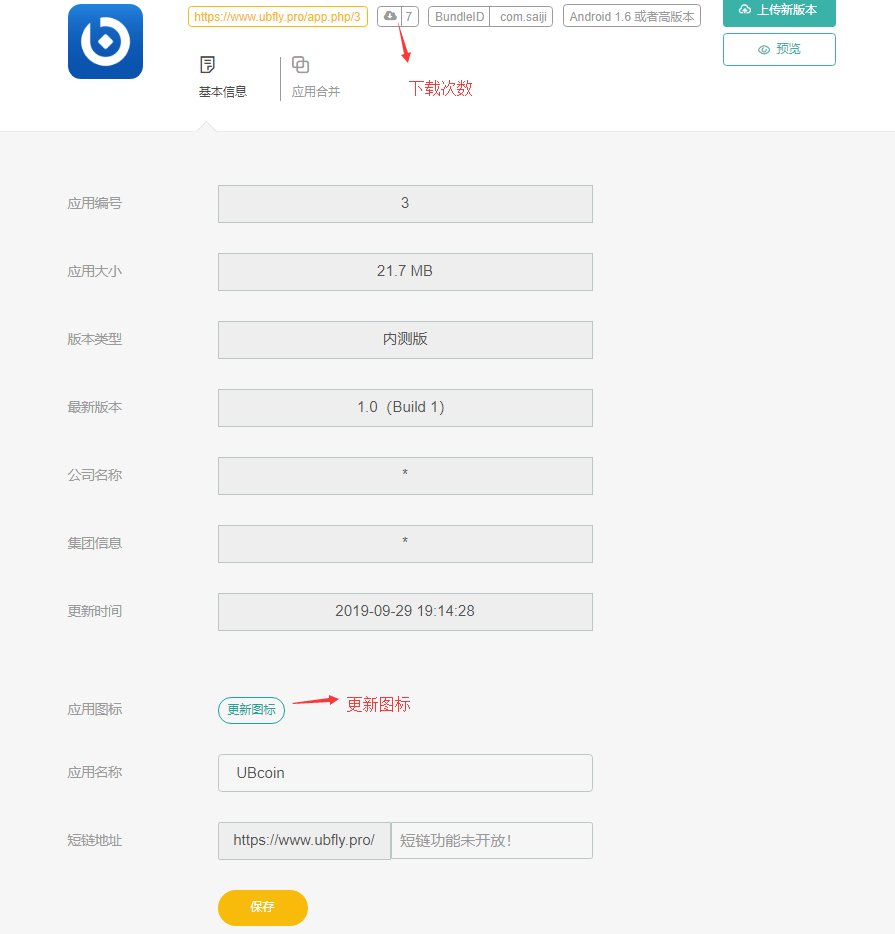 https://www.ubfly.pro/app.php/3
7
BundleID com.saiji
Android 1.6 或者高版本
上传新版本
预览
基本信息
应用合并
下载次数
应用编号 3
应用大小 21.7 MB
版本类型 内测版
最新版本 1.0（Build 1）
公司名称 *
集团信息 *
更新时间 2019-09-29 19:14:28
应用图标 更新图标 更新图标
应用名称 UBcoin
短链地址 https://www.ubfly.pro/ 短链功能未开放！
保存